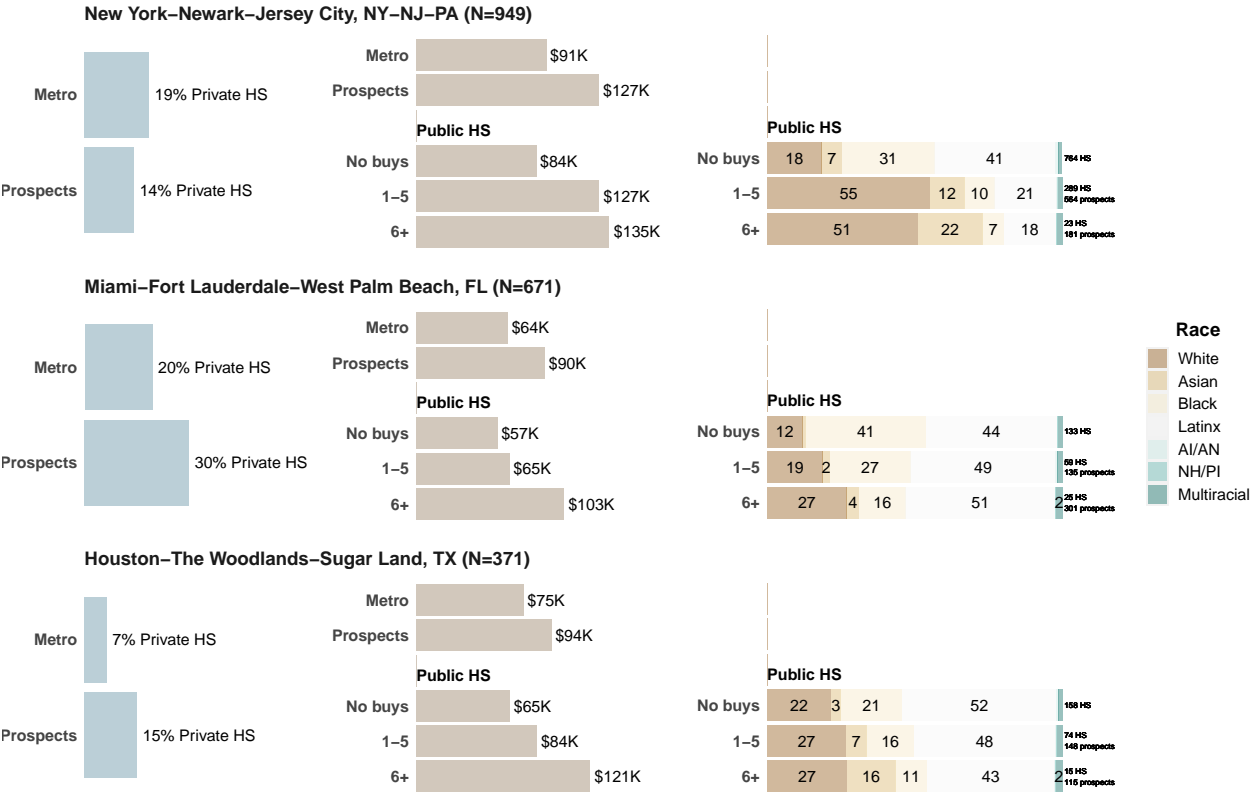 New York–Newark–Jersey City, NY–NJ–PA (N=949)
Metro
19% Private HS
Prospects
14% Private HS
Metro
$91K
Prospects
$127K
Public HS
No buys
$84K
1–5
$127K
6+
$135K
Public HS
No buys
18 7 31 41
764 HS
1–5
55 12 10 21
289 HS
564 prospects
6+
51 22 7 18
23 HS
181 prospects
Miami–Fort Lauderdale–West Palm Beach, FL (N=671)
Metro
20% Private HS
Prospects
30% Private HS
Metro
$64K
Prospects
$90K
Public HS
No buys
$57K
1–5
$65K
6+
$103K
Public HS
No buys
12 41 44
133 HS
1–5
19 2 27 49
59 HS
135 prospects
6+
27 4 16 51 2
25 HS
301 prospects
Race
White
Asian
Black
Latinx
AI/AN
NH/PI
Multiracial
Houston–The Woodlands–Sugar Land, TX (N=371)
Metro
7% Private HS
Prospects
15% Private HS
Metro
$75K
Prospects
$94K
Public HS
No buys
$65K
1–5
$84K
6+
$121K
Public HS
No buys
22 3 21 52
158 HS
1–5
27 7 16 48
74 HS
148 prospects
6+
27 16 11 43 2
15 HS
115 prospects